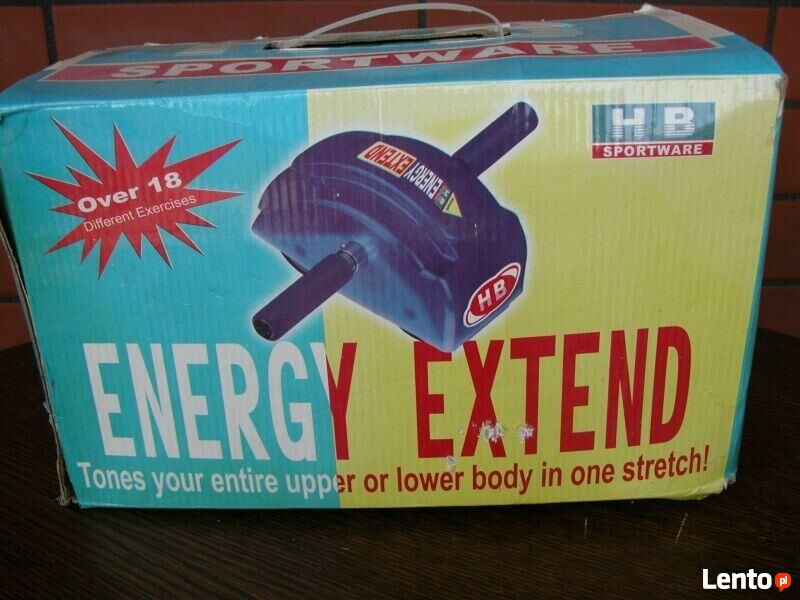 SPORTWARE
H B
SPORTWARE
Over 18
Different Exercises
ENERGY EXTEND
HB
HB
ENERGY EXTEND
Tones your entire upper or lower body in one stretch!
Lento pl